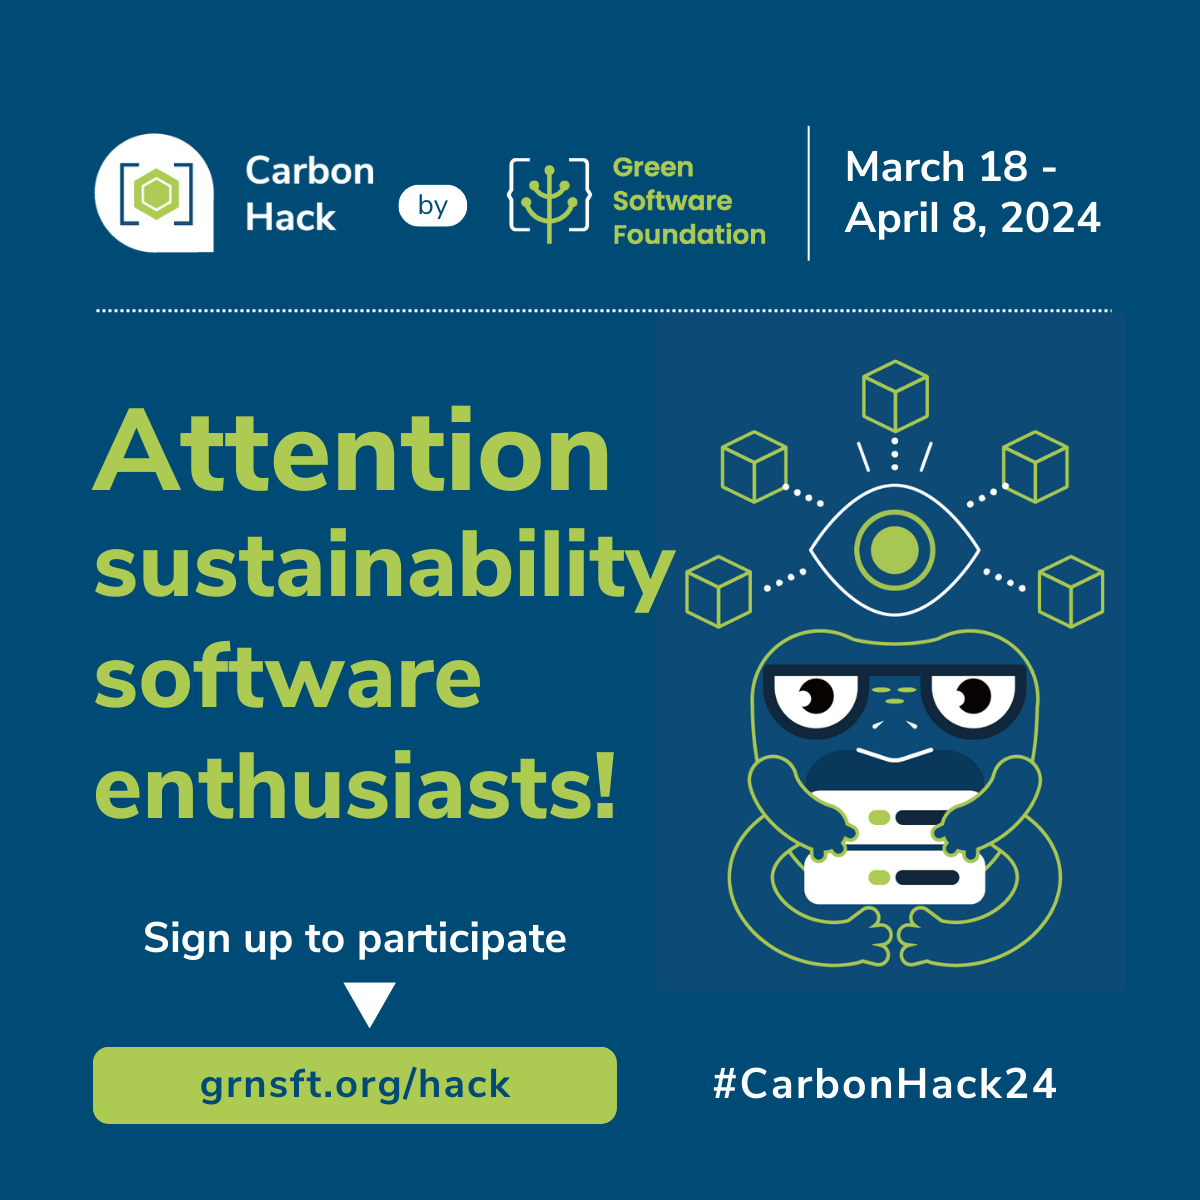 Carbon
Hack
by
Green
Software
Foundation
March 18 -
April 8, 2024
Attention
sustainability
software
enthusiasts!
Sign up to participate
grnsft.org/hack
#CarbonHack24